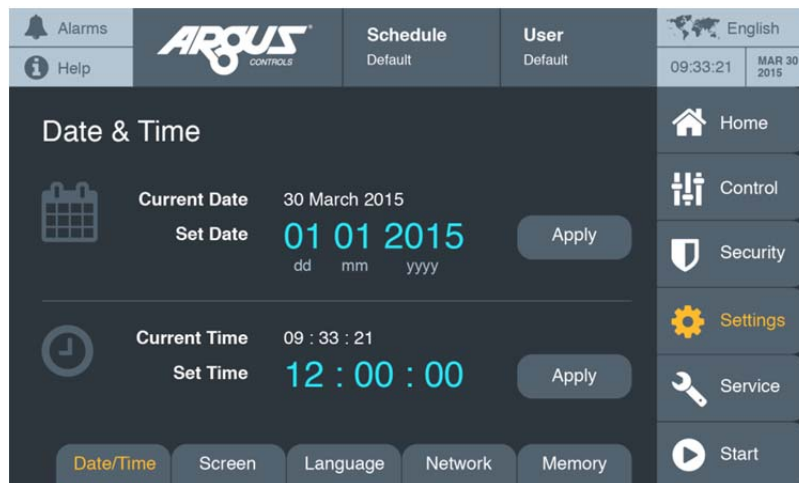 Alarms
Help
ARGUS
CONTROLS
Schedule
Default
User
Default
English
09:33:21
MAR 30
2015
Date & Time
Current Date 30 March 2015
Set Date 01 01 2015
dd mm yyyy
Apply
Current Time 09 : 33 : 21
Set Time 12 : 00 : 00
Apply
Date/Time Screen Language Network Memory
Home
Control
Security
Settings
Service
Start